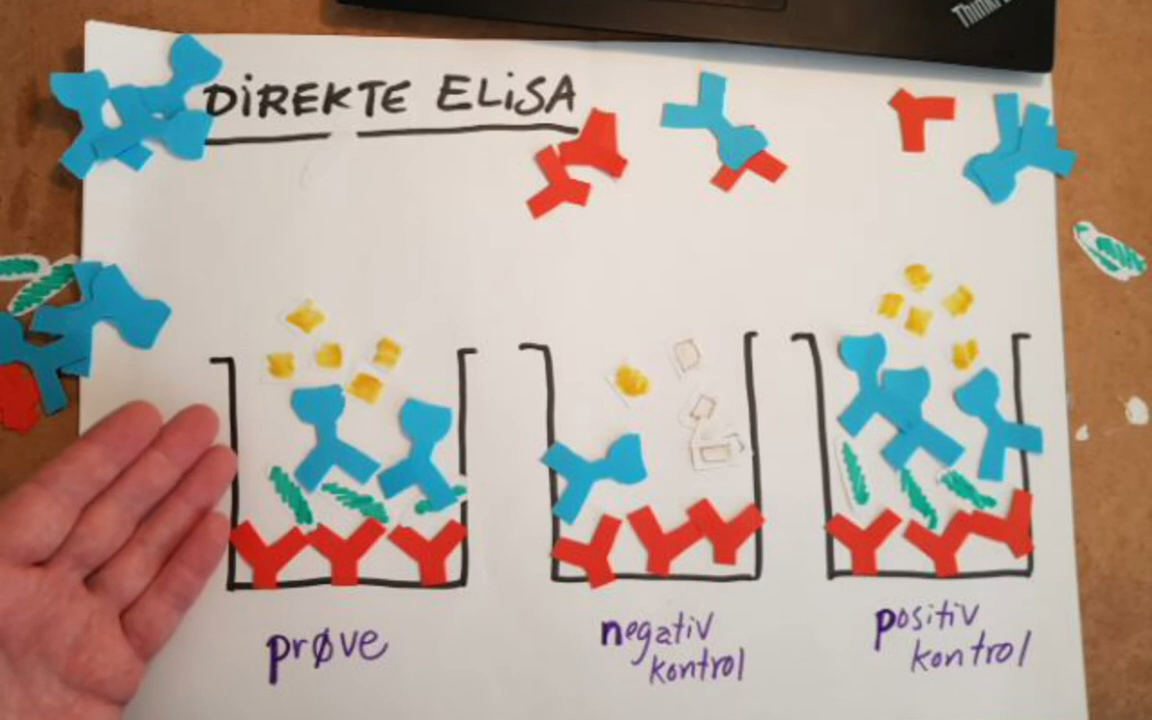 DIREKTE ELISA
prøve
negativ
kontrol
positiv
kontrol